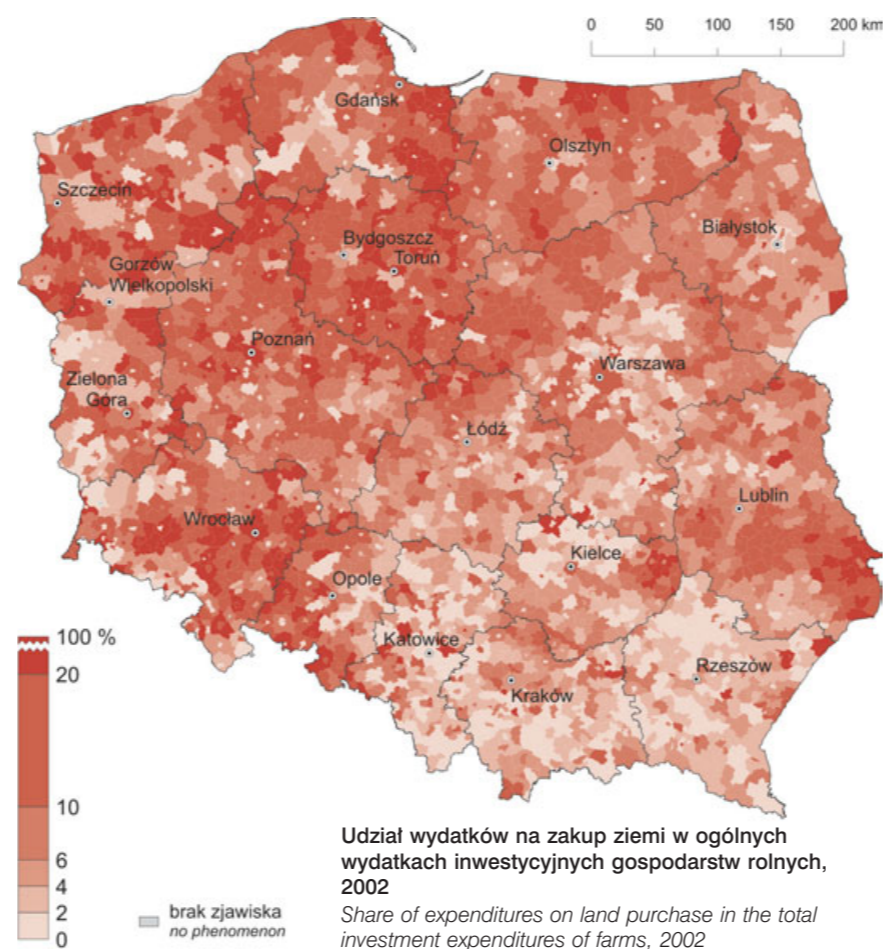 0 50 100 150 200 km
Gdańsk
Olsztyn
Szczecin
Białystok
Bydgoszcz
Toruń
Gorzów
Wielkopolski
Poznań
Warszawa
Zielona
Góra
Łódź
Lublin
Wrocław
Kielce
Opole
Katowice
Rzeszów
Kraków
100 %
20
10
6
4
2
0
brak zjawiska
no phenomenon
Udział wydatków na zakup ziemi w ogólnych
wydatkach inwestycyjnych gospodarstw rolnych,
2002
Share of expenditures on land purchase in the total
investment expenditures of farms, 2002